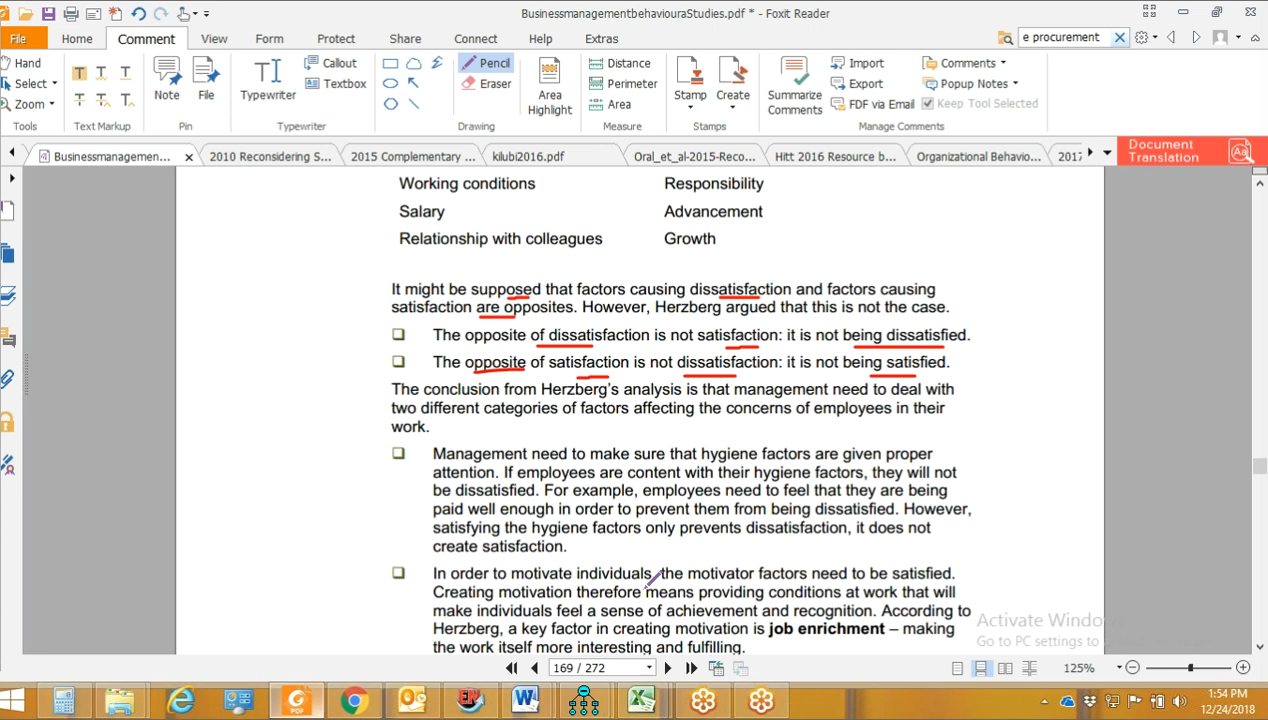 BusinessmanagementbehaviouraStudies.pdf * - Foxit Reader
File Home Comment View Form Protect Share Connect Help Extras e procurement
Hand
Select
Zoom
Tools
Text Markup
Note File
Pin
Typewriter
Callout
Textbox
Typewriter
Pencil
Eraser
Drawing
Area Highlight
Distance
Perimeter
Area
Measure
Stamp Create
Stamps
Summarize Comments
Import
Export
FDF via Email
Comments
Popup Notes
Keep Tool Selected
Manage Comments
Businessmanagemen... 2010 Reconsidering S... 2015 Complementary ... kilubi2016.pdf Oral_et_al-2015-Reco... Hitt 2016 Resource b... Organizational Behavio... 2017
Document Translation
Working conditions Responsibility
Salary Advancement
Relationship with colleagues Growth
It might be supposed that factors causing dissatisfaction and factors causing
satisfaction are opposites. However, Herzberg argued that this is not the case.
The opposite of dissatisfaction is not satisfaction: it is not being dissatisfied.
The opposite of satisfaction is not dissatisfaction: it is not being satisfied.
The conclusion from Herzberg's analysis is that management need to deal with
two different categories of factors affecting the concerns of employees in their
work.
Management need to make sure that hygiene factors are given proper
attention. If employees are content with their hygiene factors, they will not
be dissatisfied. For example, employees need to feel that they are being
paid well enough in order to prevent them from being dissatisfied. However,
satisfying the hygiene factors only prevents dissatisfaction, it does not
create satisfaction.
In order to motivate individuals, the motivator factors need to be satisfied.
Creating motivation therefore means providing conditions at work that will
make individuals feel a sense of achievement and recognition. According to
Herzberg, a key factor in creating motivation is job enrichment – making
the work itself more interesting and fulfilling.
Activate Windo
Go to PC settings to
169 / 272
125%
1:54 PM
12/24/2018